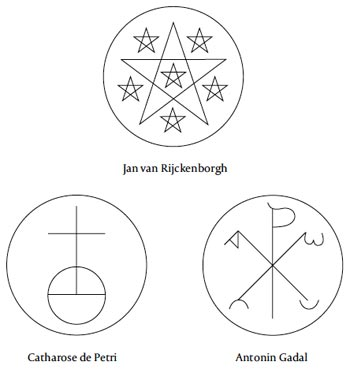 Jan van Rijckenborgh
A P ω
Catharose de Petri
Antonin Gadal